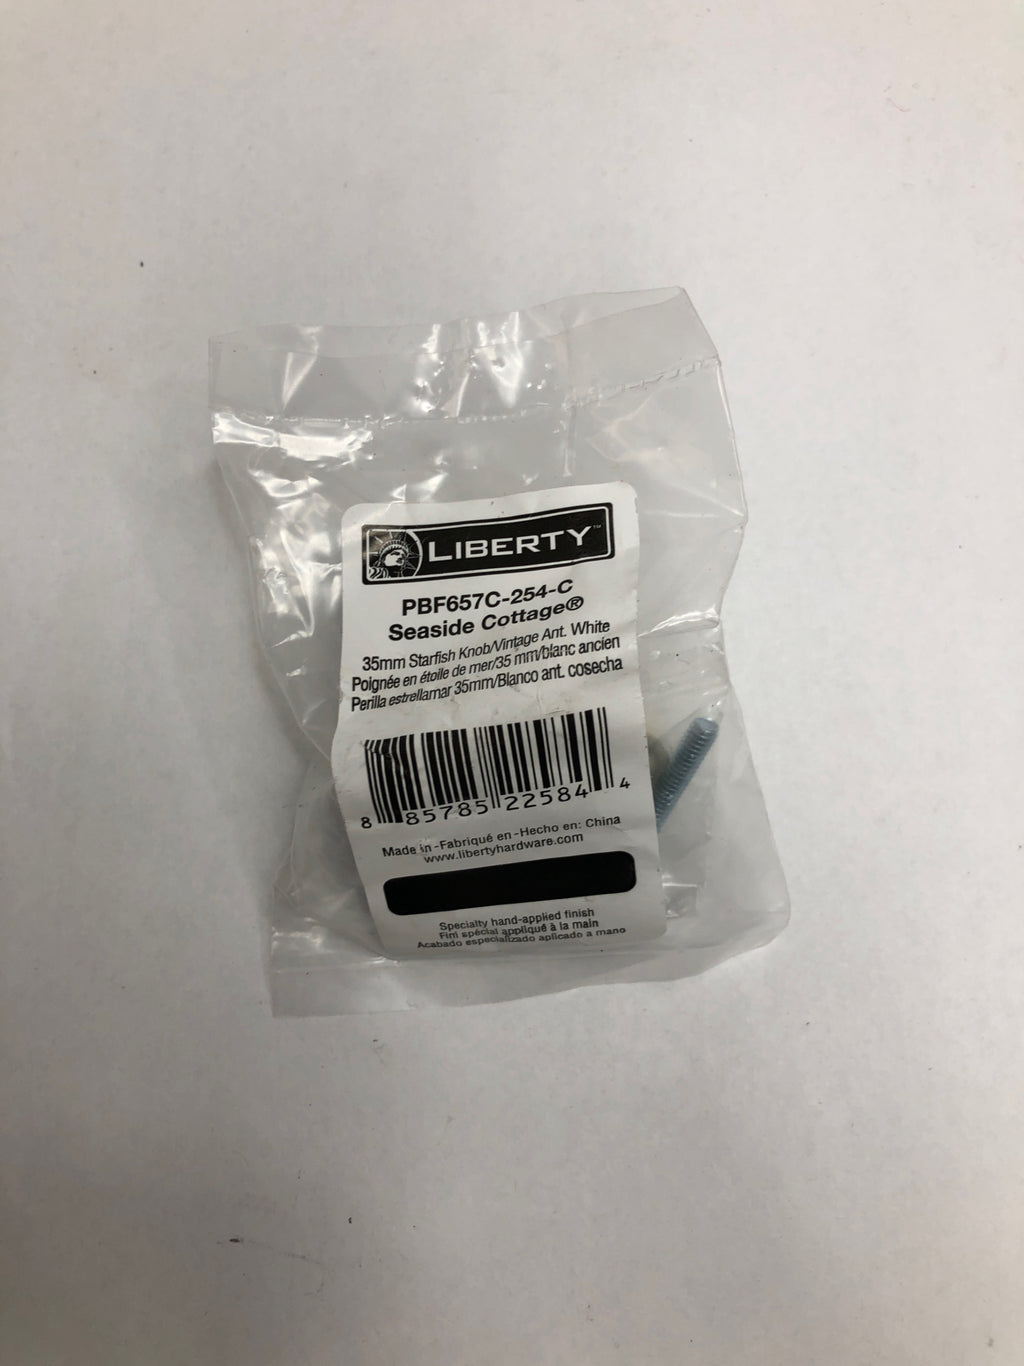 LIBERTY™
PBF657C-254-C
Seaside Cottage®
35mm Starfish Knob/Vintage Ant. White
Poignée en étoile de mer/35 mm/blanc ancien
Perilla estrellamar 35mm/Blanco ant. cosecha
8 85785 22584 4
Made in -Fabriqué en -Hecho en: China
www.libertyhardware.com
Specialty hand-applied finish
Fini spécial appliqué à la main
Acabado especializado aplicado a mano